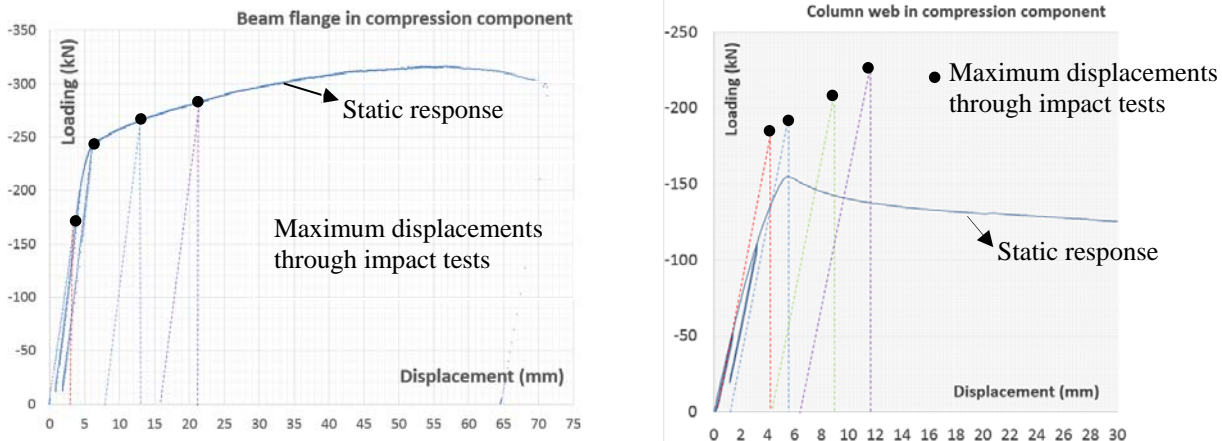 Beam flange in compression component
-350
-300
-250
-200
-150
-100
-50
0
Loading (kN)
Static response
Maximum displacements
through impact tests
Displacement (mm)
0 5 10 15 20 25 30 35 40 45 50 55 60 65 70 75
Column web in compression component
-250
-200
-150
-100
-50
0
Loading (kN)
Maximum displacements
through impact tests
Static response
Displacement (mm)
0 2 4 6 8 10 12 14 16 18 20 22 24 26 28 30